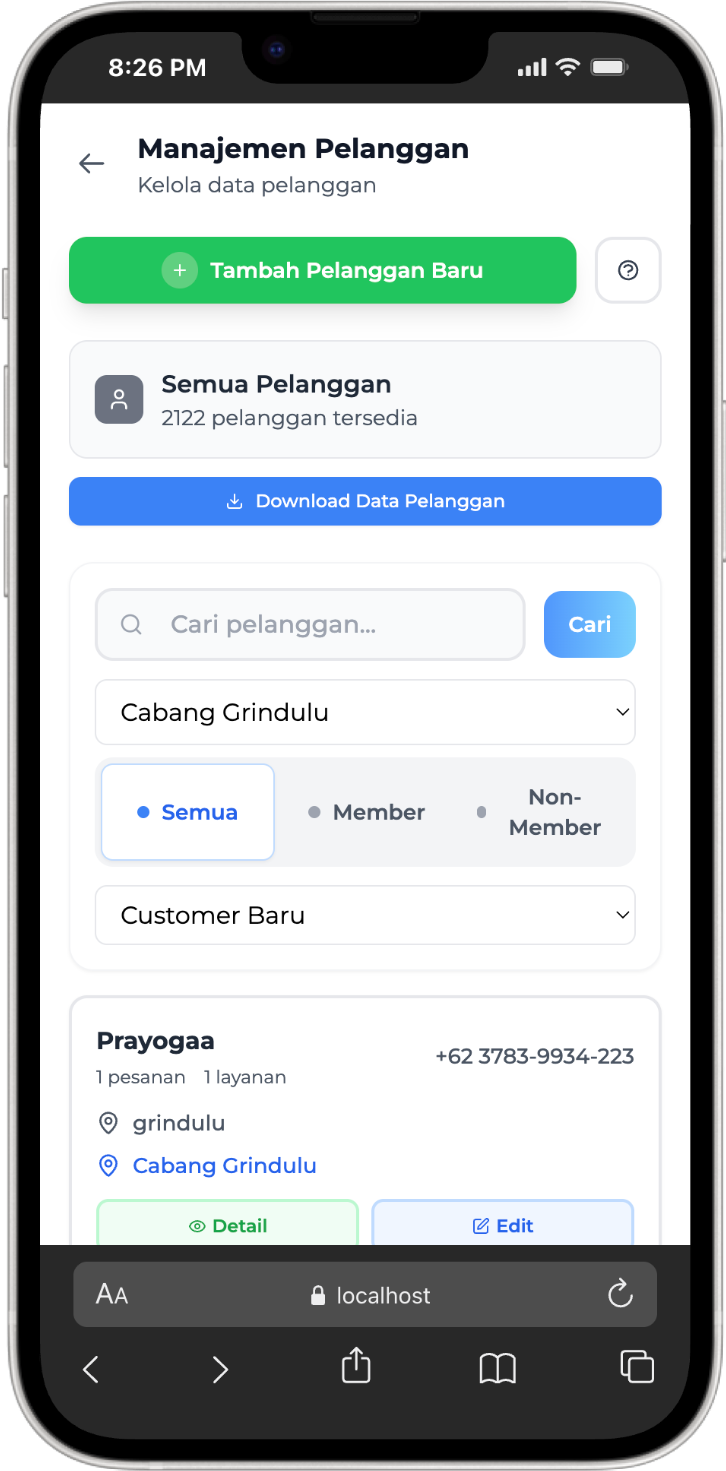 8:26 PM
Manajemen Pelanggan
Kelola data pelanggan
+ Tambah Pelanggan Baru
Semua Pelanggan
2122 pelanggan tersedia
Download Data Pelanggan
Cari pelanggan...
Cari
Cabang Grindulu
Semua
Member
Non-
Member
Customer Baru
Prayogaa
+62 3783-9934-223
1 pesanan 1 layanan
grindulu
Cabang Grindulu
Detail
Edit
AA
localhost